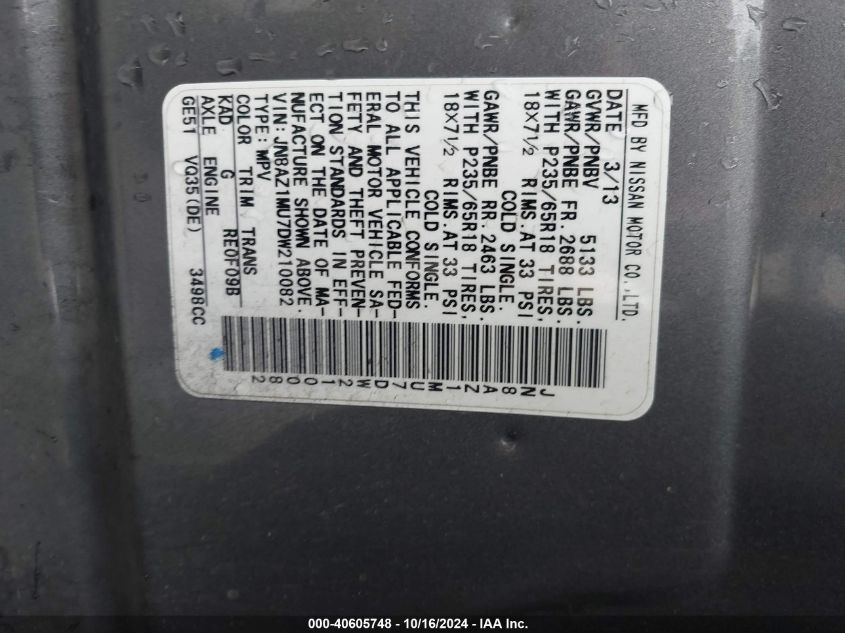 MFD BY NISSAN MOTOR CO.,LTD.
DATE 3/13
GVWR/PNBV 5133 LBS.
GAWR/PNBE FR. 2688 LBS.
WITH P235/65R18 TIRES,
18X7½ RIMS.AT 33 PSI
COLD SINGLE.
GAWR/PNBE RR. 2463 LBS.
WITH P235/65R18 TIRES,
18X7½ RIMS.AT 33 PSI
COLD SINGLE.
THIS VEHICLE CONFORMS
TO ALL APPLICABLE FED-
ERAL MOTOR VEHICLE SA-
FETY AND THEFT PREVEN-
TION STANDARDS IN EFF-
ECT ON THE DATE OF MA-
NUFACTURE SHOWN ABOVE.
VIN:JN8AZ1MU7DW210082
TYPE:MPV
COLOR TRIM TRANS
KAD G RE0F09B
AXLE ENGINE
GE51 VQ35(DE) 3498CC
JN8AZ1MU7DW210082
000-40605748 - 10/16/2024 - IAA Inc.